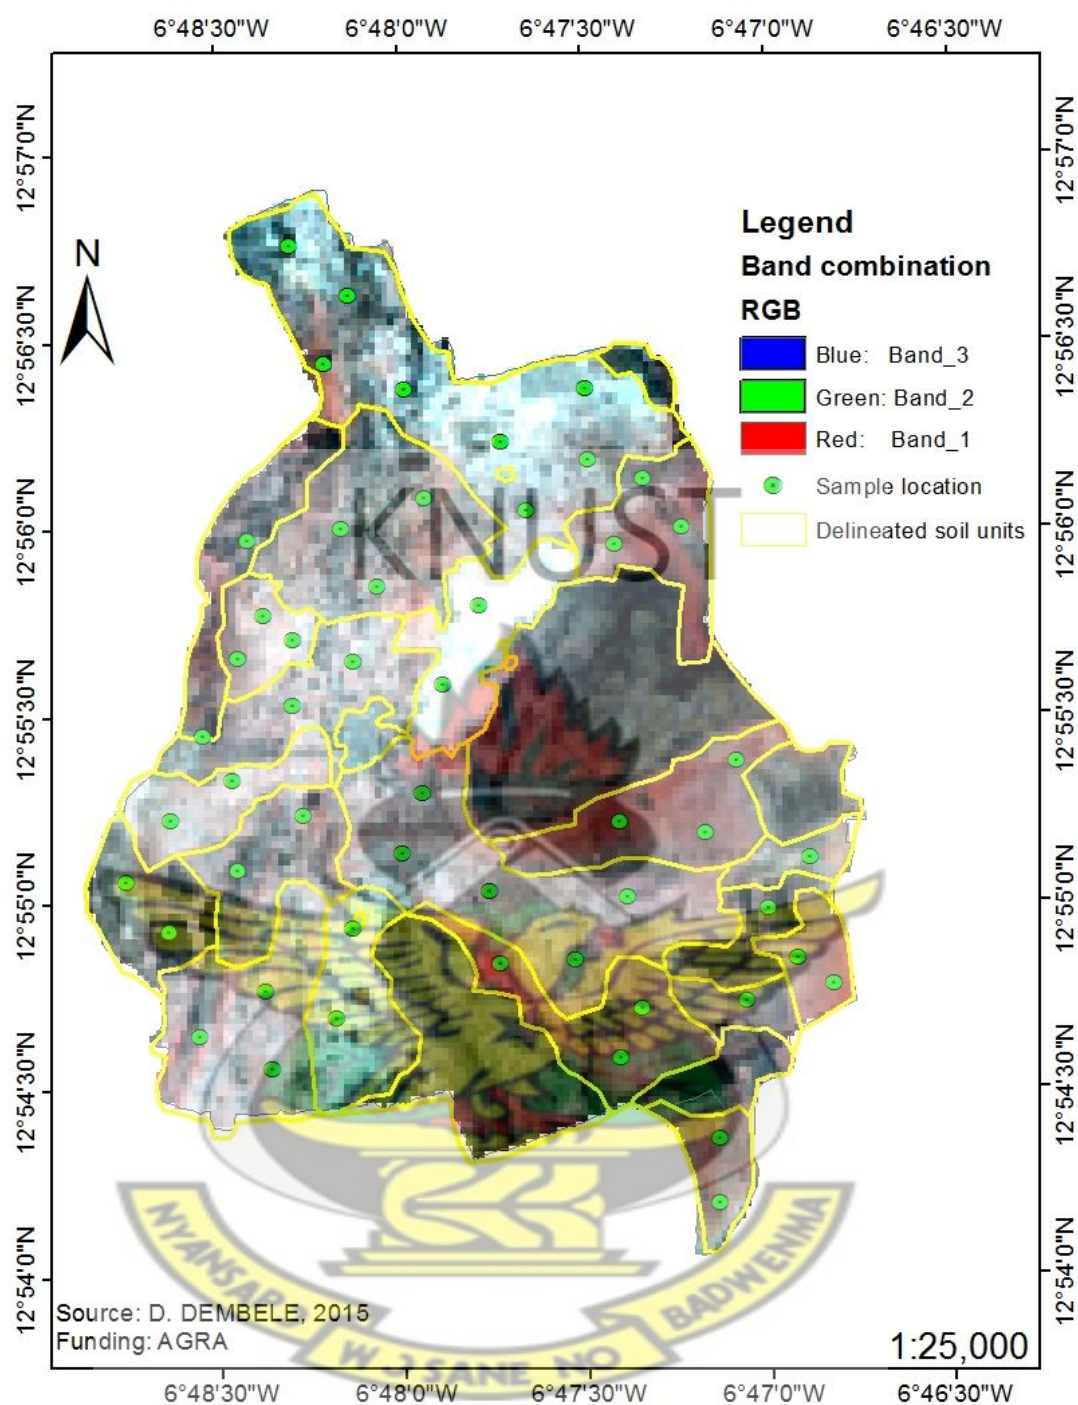 6°48'30"W 6°48'0"W 6°47'30"W 6°47'0"W 6°46'30"W
12°57'0"N 12°57'0"N
N
Legend
Band combination
RGB
12°56'30"N 12°56'30"N
Blue: Band_3
Green: Band_2
Red: Band_1
Sample location
12°56'0"N 12°56'0"N
KNUST
Delineated soil units
12°55'30"N 12°55'30"N
12°55'0"N 12°55'0"N
12°54'30"N 12°54'30"N
12°54'0"N 12°54'0"N
NYANSAPO
BADWENMA
W J SANE NO
Source: D. DEMBELE, 2015
Funding: AGRA
1:25,000
6°48'30"W 6°48'0"W 6°47'30"W 6°47'0"W 6°46'30"W